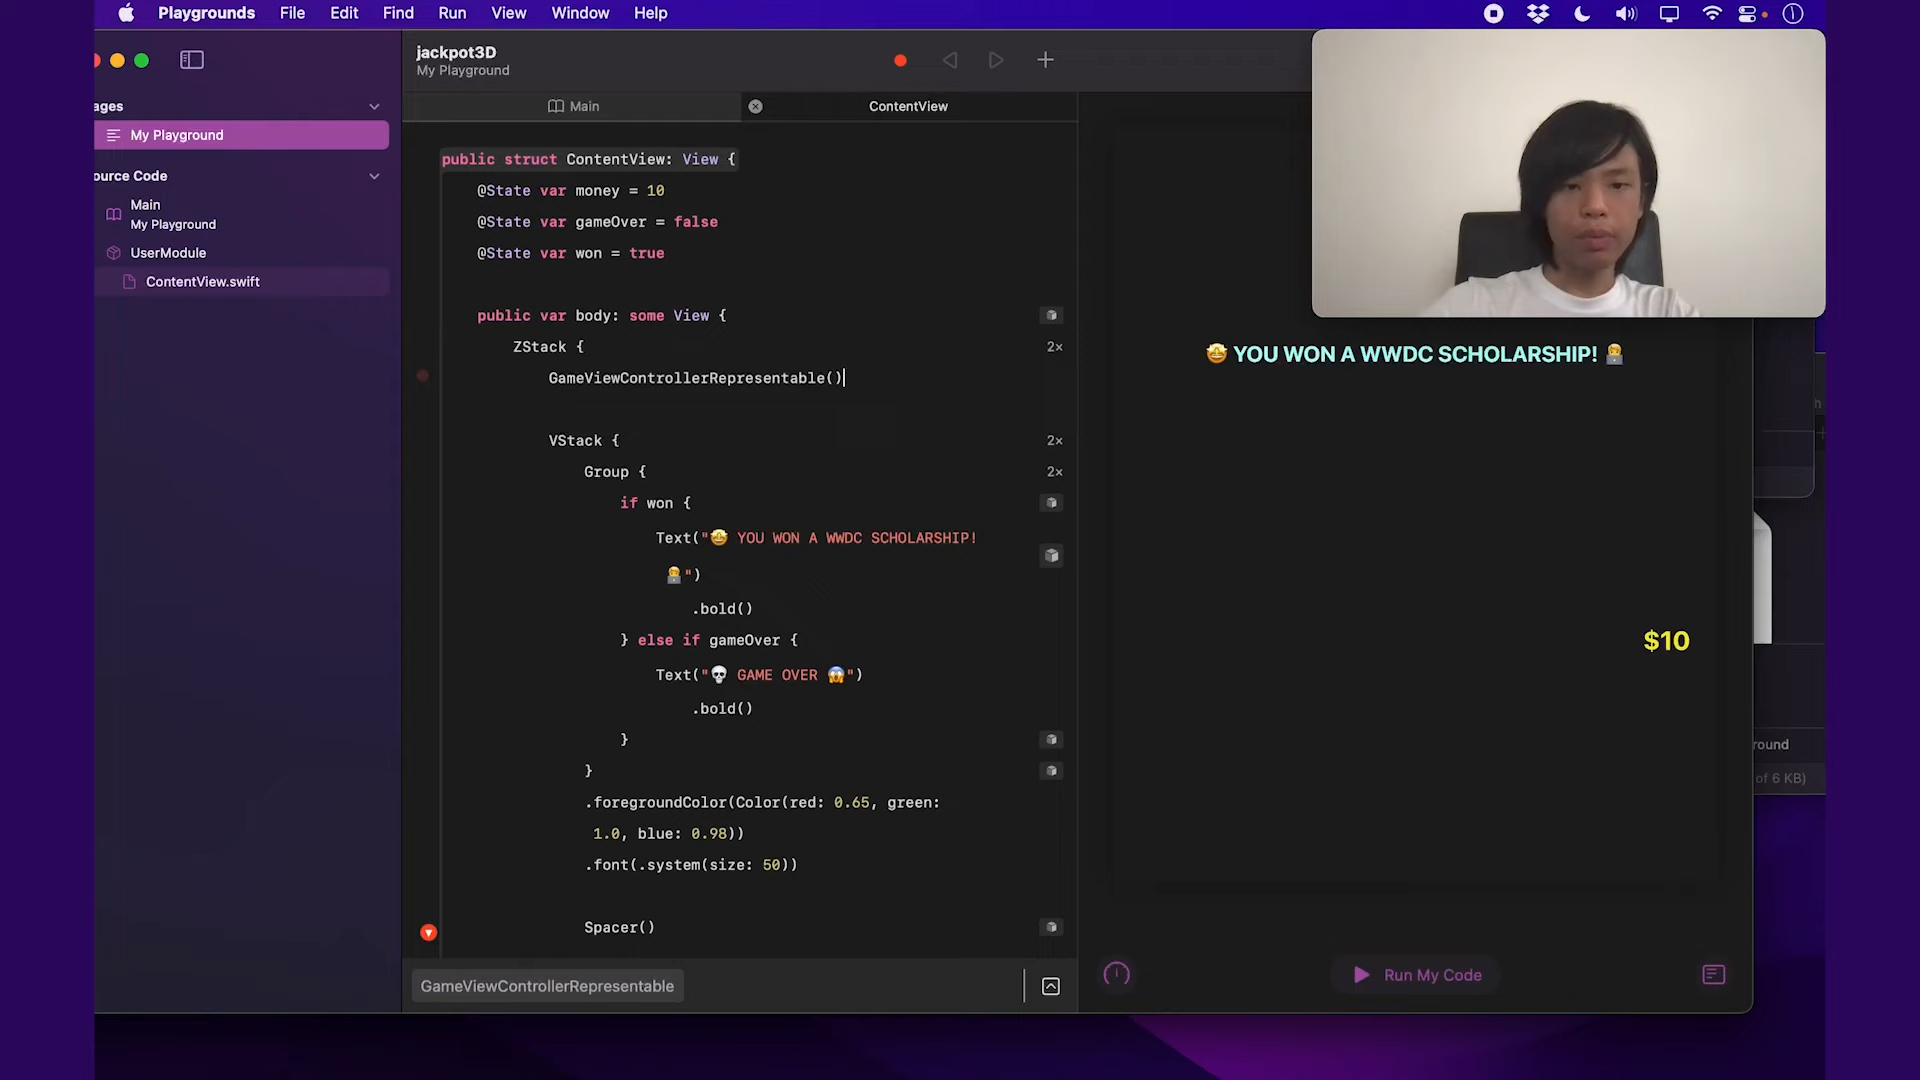 Playgrounds File Edit Find Run View Window Help
jackpot3D
My Playground
ages
My Playground
ource Code
Main
My Playground
UserModule
ContentView.swift
Main
ContentView
public struct ContentView: View {
@State var money = 10
@State var gameOver = false
@State var won = true
public var body: some View {
ZStack {
2×
GameViewControllerRepresentable()
VStack {
2×
Group {
2×
if won {
Text("🤩 YOU WON A WWDC SCHOLARSHIP!
🧑‍💻")
.bold()
} else if gameOver {
Text("💀 GAME OVER 😱")
.bold()
}
}
.foregroundColor(Color(red: 0.65, green:
1.0, blue: 0.98))
.font(.system(size: 50))
Spacer()
GameViewControllerRepresentable
🤩 YOU WON A WWDC SCHOLARSHIP! 🧑‍💻
$10
Run My Code
round
of 6 KB)